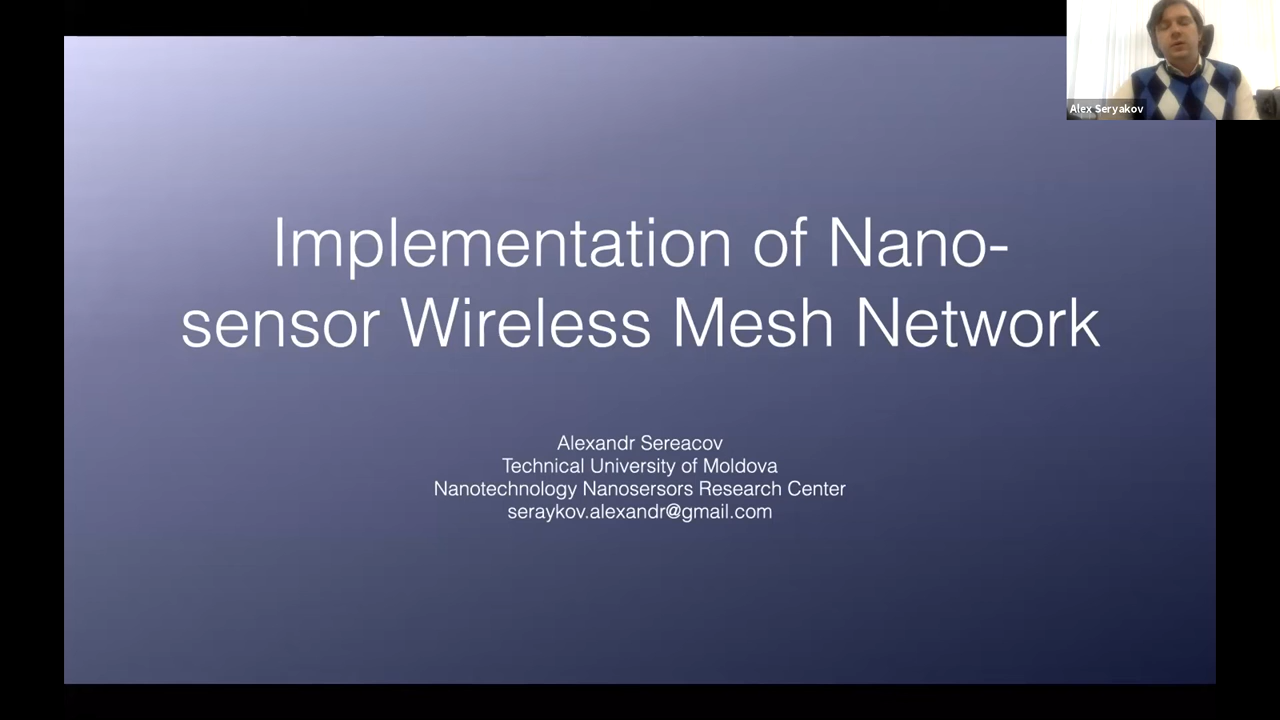 Alex Seryakov
Implementation of Nano-
sensor Wireless Mesh Network
Alexandr Sereacov
Technical University of Moldova
Nanotechnology Nanosersors Research Center
seraykov.alexandr@gmail.com